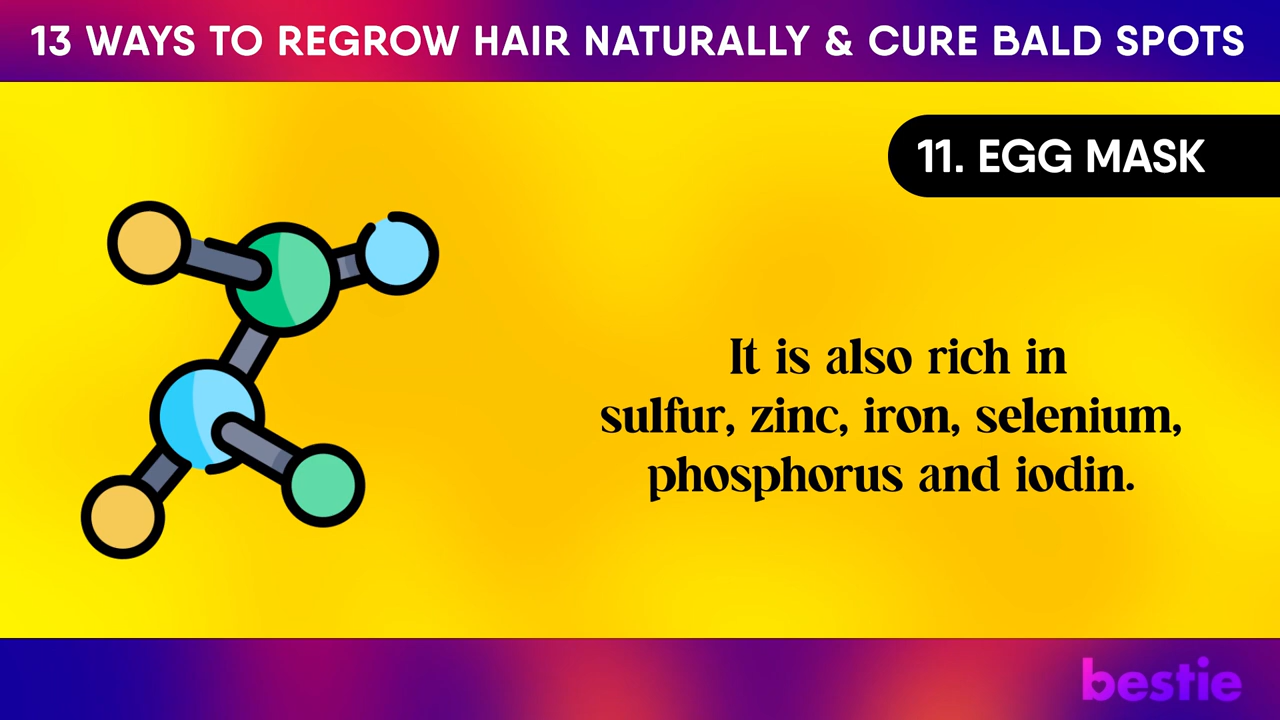 13 WAYS TO REGROW HAIR NATURALLY & CURE BALD SPOTS
11. EGG MASK
It is also rich in
sulfur, zinc, iron, selenium,
phosphorus and iodin.
bestie